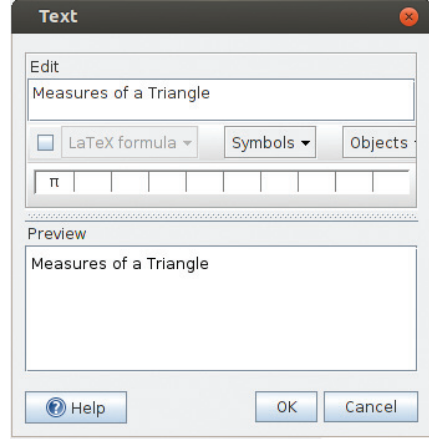 Text
Edit
Measures of a Triangle
LaTeX formula Symbols Objects
π
Preview
Measures of a Triangle
Help OK Cancel